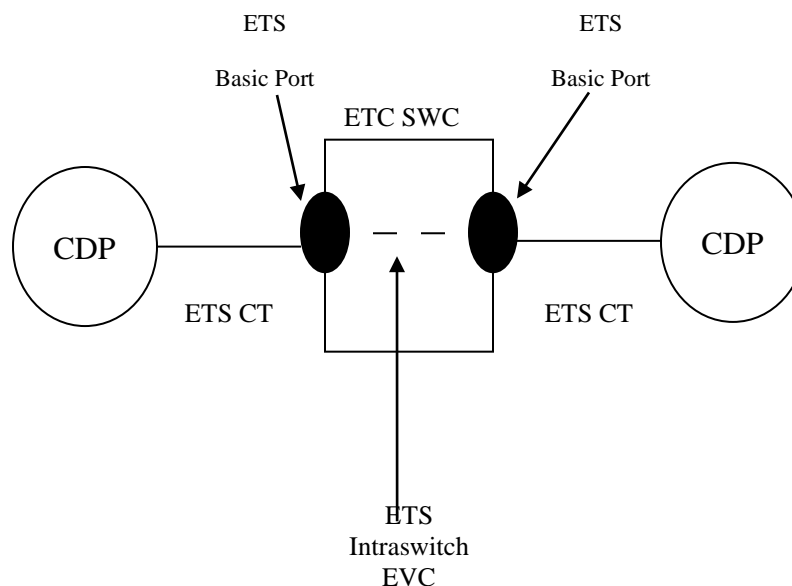 ETS
Basic Port
ETS
Basic Port
ETC SWC
CDP
CDP
ETS CT
ETS CT
ETS
Intraswitch
EVC